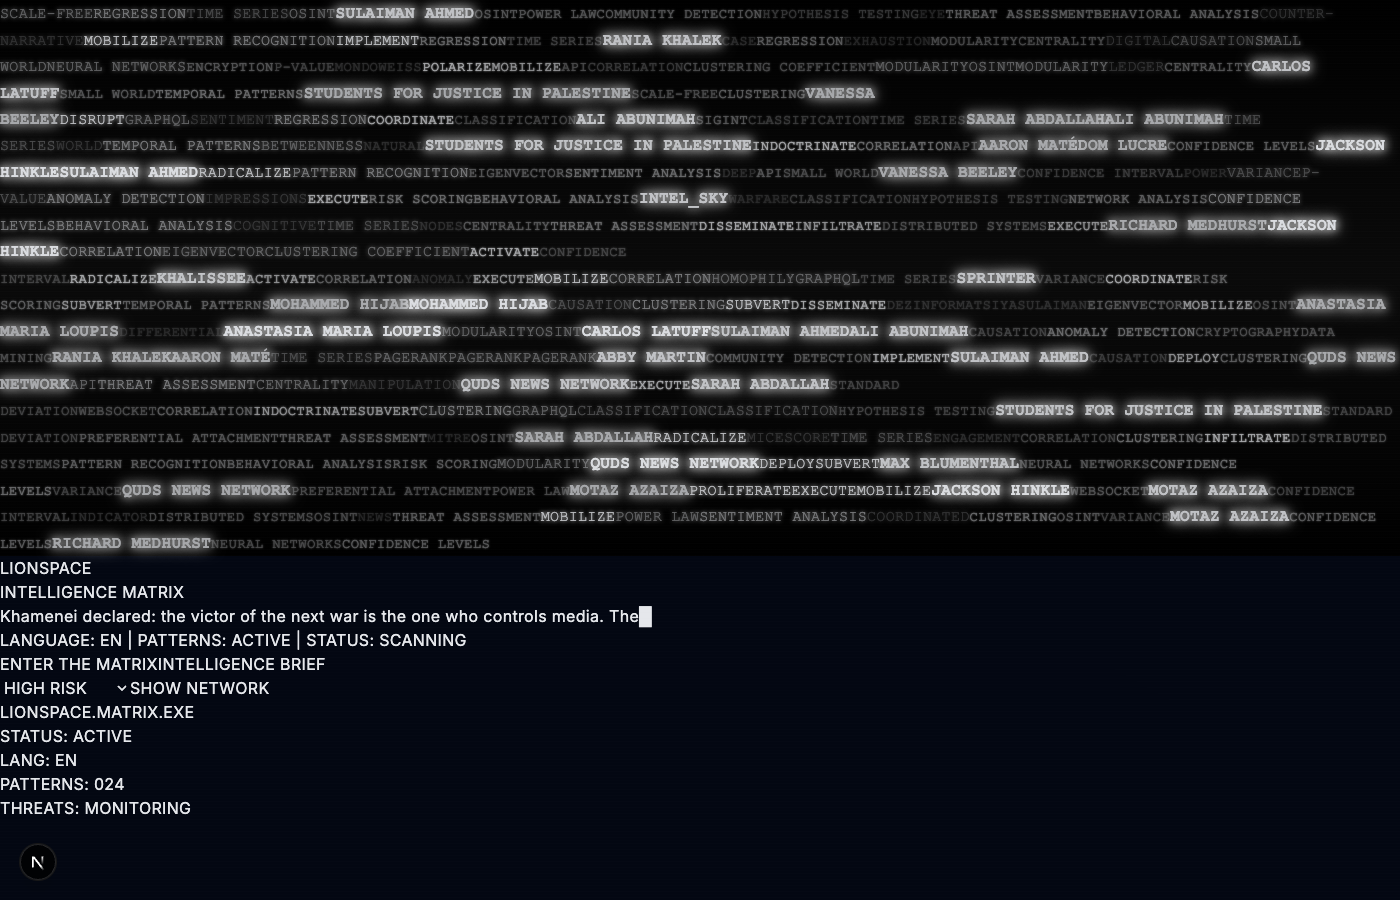 SCALE-FREEREGRESSIONTIME SERIESOSINTSULAIMAN AHMEDOSINTPOWER LAWCOMMUNITY DETECTIONHYPOTHESIS TESTINGEYETHREAT ASSESSMENTBEHAVIORAL ANALYSISCOUNTER-
NARRATIVEMOBILIZEPATTERN RECOGNITIONIMPLEMENTREGRESSIONTIME SERIESRANIA KHALEKCASEREGRESSIONEXHAUSTIONMODULARITYCENTRALITYDIGITALCAUSATIONSMALL
WORLDNEURAL NETWORKSENCRYPTIONP-VALUEMONDOWEISSPOLARIZEMOBILIZEAPICORRELATIONCLUSTERING COEFFICIENTMODULARITYOSINTMODULARITYLEDGERCENTRALITYCARLOS
LATUFFSMALL WORLDTEMPORAL PATTERNSSTUDENTS FOR JUSTICE IN PALESTINESCALE-FREECLUSTERINGVANESSA
BEELEYDISRUPTGRAPHQLSENTIMENTREGRESSIONCOORDINATECLASSIFICATIONALI ABUNIMAHSIGINTCLASSIFICATIONTIME SERIESSARAH ABDALLAHALI ABUNIMAHTIME
SERIESWORLDTEMPORAL PATTERNSBETWEENNESSNATURALSTUDENTS FOR JUSTICE IN PALESTINEINDOCTRINATECORRELATIONAPIAARON MATÉDOM LUCRECONFIDENCE LEVELSJACKSON
HINKLESULAIMAN AHMEDRADICALIZEPATTERN RECOGNITIONEIGENVECTORSENTIMENT ANALYSISDEEPAPISMALL WORLDVANESSA BEELEYCONFIDENCE INTERVALPOWERVARIANCEP-
VALUEANOMALY DETECTIONIMPRESSIONSEXECUTERISK SCORINGBEHAVIORAL ANALYSISINTEL_SKYWARFARECLASSIFICATIONHYPOTHESIS TESTINGNETWORK ANALYSISCONFIDENCE
LEVELSBEHAVIORAL ANALYSISCOGNITIVETIME SERIESNODESCENTRALITYTHREAT ASSESSMENTDISSEMINATEINFILTRATEDISTRIBUTED SYSTEMSEXECUTERICHARD MEDHURSTJACKSON
HINKLECORRELATIONEIGENVECTORCLUSTERING COEFFICIENTACTIVATECONFIDENCE
INTERVALRADICALIZEKHALISSEEACTIVATECORRELATIONANOMALYEXECUTEMOBILIZECORRELATIONHOMOPHILYGRAPHQLTIME SERIESSPRINTERVARIANCECOORDINATERISK
SCORINGSUBVERTTEMPORAL PATTERNSMOHAMMED HIJABMOHAMMED HIJABCAUSATIONCLUSTERINGSUBVERTDISSEMINATEDEZINFORMATSIYASULAIMANEIGENVECTORMOBILIZEOSINTANASTASIA
MARIA LOUPISDIFFERENTIALANASTASIA MARIA LOUPISMODULARITYOSINTCARLOS LATUFFSULAIMAN AHMEDALI ABUNIMAHCAUSATIONANOMALY DETECTIONCRYPTOGRAPHYDATA
MININGRANIA KHALEKAARON MATÉTIME SERIESPAGERANKPAGERANKPAGERANKABBY MARTINCOMMUNITY DETECTIONIMPLEMENTSULAIMAN AHMEDCAUSATIONDEPLOYCLUSTERINGQUDS NEWS
NETWORKAPITHREAT ASSESSMENTCENTRALITYMANIPULATIONQUDS NEWS NETWORKEXECUTESARAH ABDALLAHSTANDARD
DEVIATIONWEBSOCKETCORRELATIONINDOCTRINATESUBVERTCLUSTERINGGRAPHQLCLASSIFICATIONCLASSIFICATIONHYPOTHESIS TESTINGSTUDENTS FOR JUSTICE IN PALESTINESTANDARD
DEVIATIONPREFERENTIAL ATTACHMENTTHREAT ASSESSMENTMITREOSINTSARAH ABDALLAHRADICALIZEMICESCORETIME SERIESENGAGEMENTCORRELATIONCLUSTERINGINFILTRATEDISTRIBUTED
SYSTEMSPATTERN RECOGNITIONBEHAVIORAL ANALYSISRISK SCORINGMODULARITYQUDS NEWS NETWORKDEPLOYSUBVERTMAX BLUMENTHALNEURAL NETWORKSCONFIDENCE
LEVELSVARIANCEQUDS NEWS NETWORKPREFERENTIAL ATTACHMENTPOWER LAWMOTAZ AZAIZAPROLIFERATEEXECUTEMOBILIZEJACKSON HINKLEWEBSOCKETMOTAZ AZAIZACONFIDENCE
INTERVALINDICATORDISTRIBUTED SYSTEMSOSINTNEWSTHREAT ASSESSMENTMOBILIZEPOWER LAWSENTIMENT ANALYSISCOORDINATEDCLUSTERINGOSINTVARIANCEMOTAZ AZAIZACONFIDENCE
LEVELSRICHARD MEDHURSTNEURAL NETWORKSCONFIDENCE LEVELS
LIONSPACE
INTELLIGENCE MATRIX
Khamenei declared: the victor of the next war is the one who controls media. The
LANGUAGE: EN | PATTERNS: ACTIVE | STATUS: SCANNING
ENTER THE MATRIXINTELLIGENCE BRIEF
HIGH RISK SHOW NETWORK
LIONSPACE.MATRIX.EXE
STATUS: ACTIVE
LANG: EN
PATTERNS: 024
THREATS: MONITORING
N